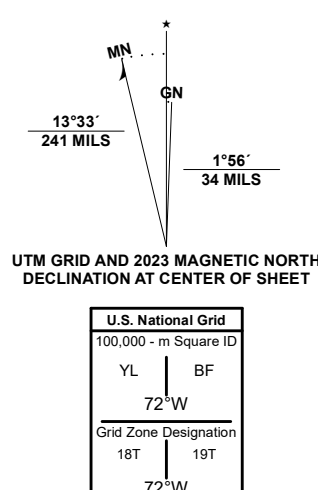 MN
GN
13°33´
241 MILS
1°56´
34 MILS
UTM GRID AND 2023 MAGNETIC NORTH
DECLINATION AT CENTER OF SHEET
U.S. National Grid
100,000 - m Square ID
YL BF
72°W
Grid Zone Designation
18T 19T
72°W